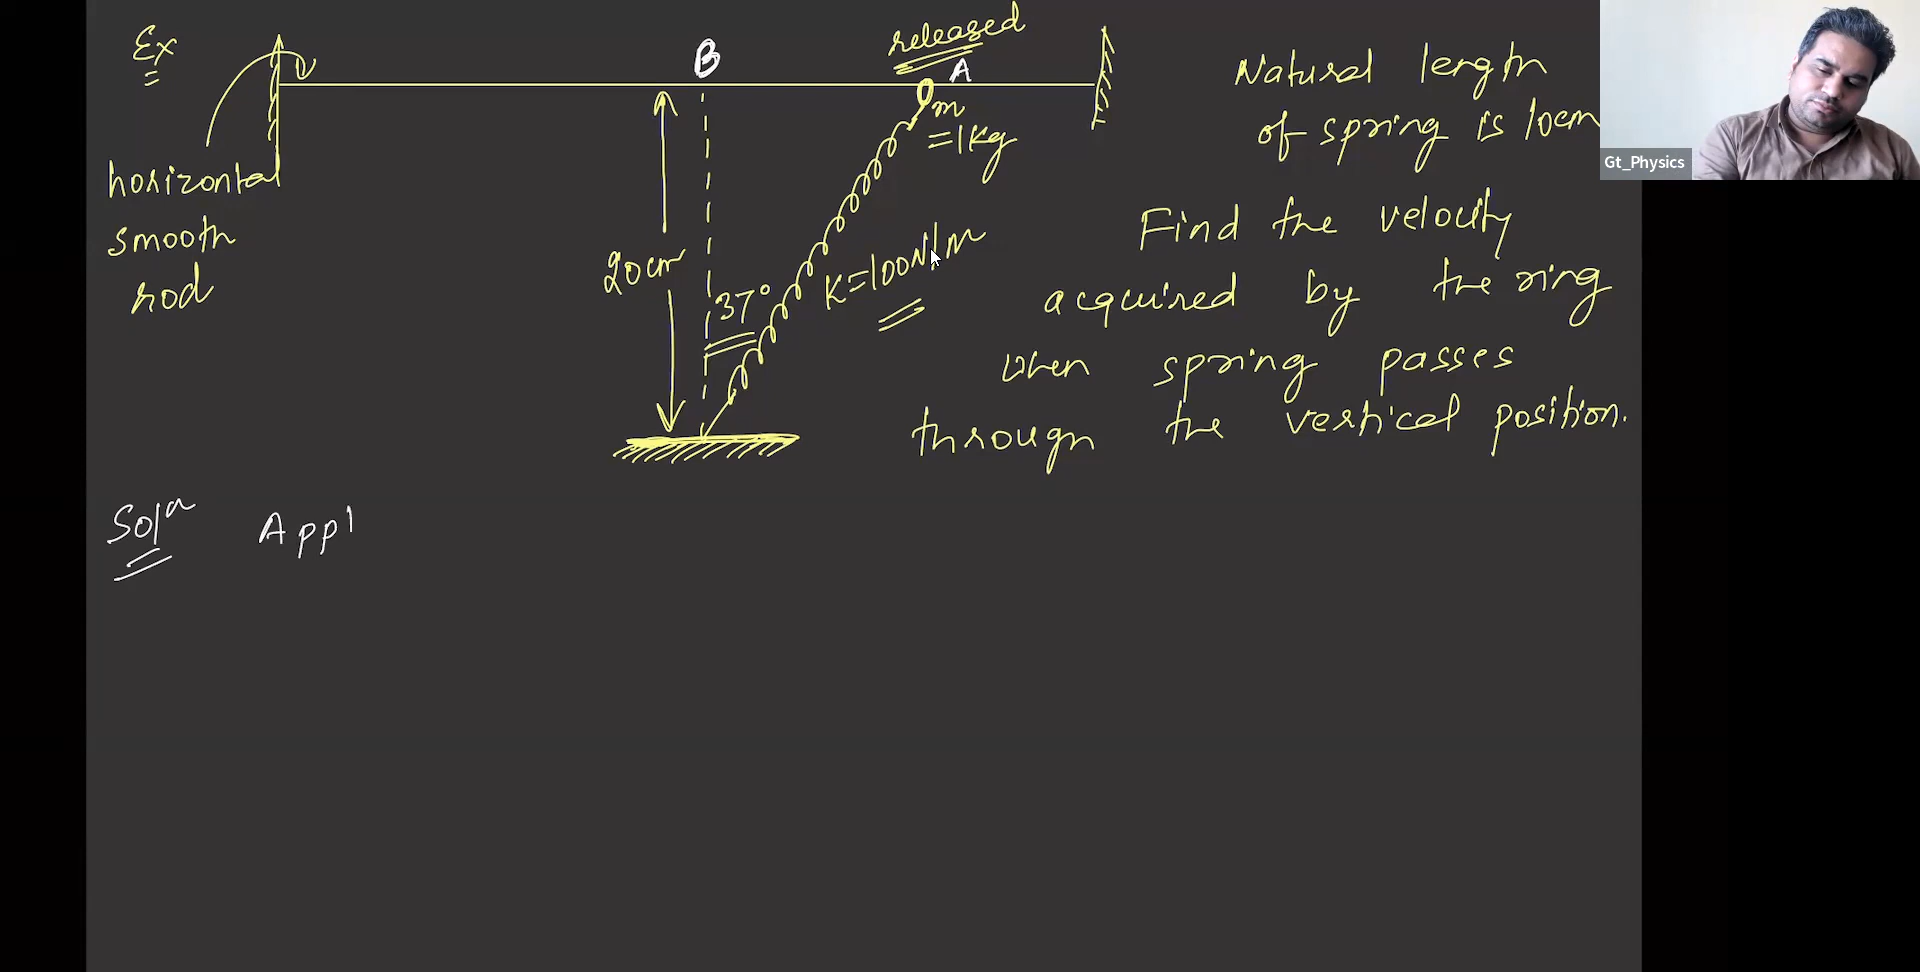 Ex
released
B
A
m
=1kg
Natural length
of spring is 10cm
Gt_Physics
horizontal
smooth
rod
20cm
37°
K=100N/m
Find the velocity
acquired by the ring
when spring passes
through the vertical position.
Solⁿ Appl